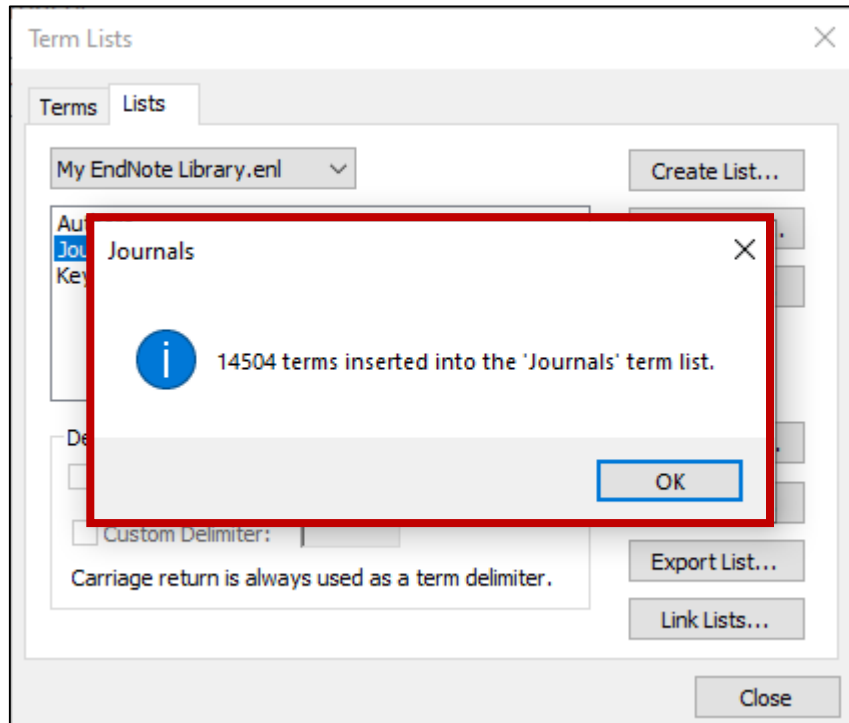 Term Lists
Terms
Lists
My EndNote Library.enl
Create List...
Journals
14504 terms inserted into the 'Journals' term list.
OK
Custom Delimiter:
Carriage return is always used as a term delimiter.
Export List...
Link Lists...
Close